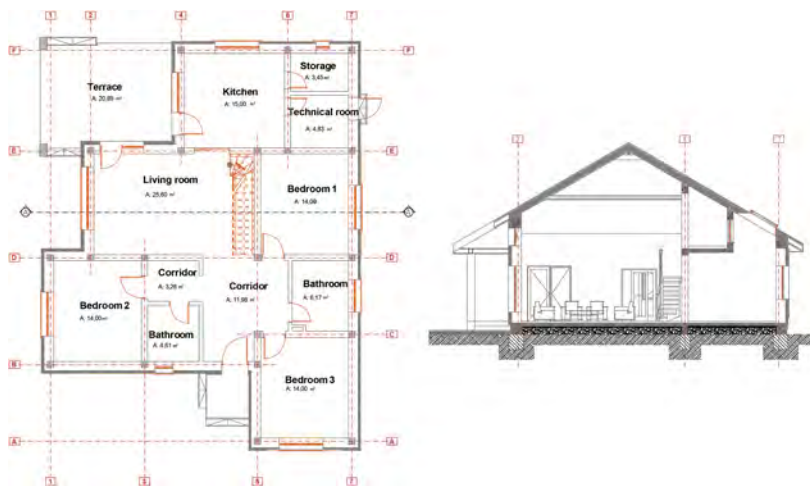 1 2 4 6 7
F F
Storage
A: 3,45 m²
Terrace
A: 20,85 m²
Kitchen
A: 15,00 m²
Technical room
A: 4,83 m²
E E
Living room
A: 25,60 m²
Bedroom 1
A: 14,09
D D
Corridor
A: 3,26 m²
Corridor
A: 11,98 m²
Bathroom
A: 6,17 m²
Bedroom 2
A: 14,00 m²
Bathroom
A: 4,61 m²
C
B
Bedroom 3
A: 14,00 m²
A A
1 7